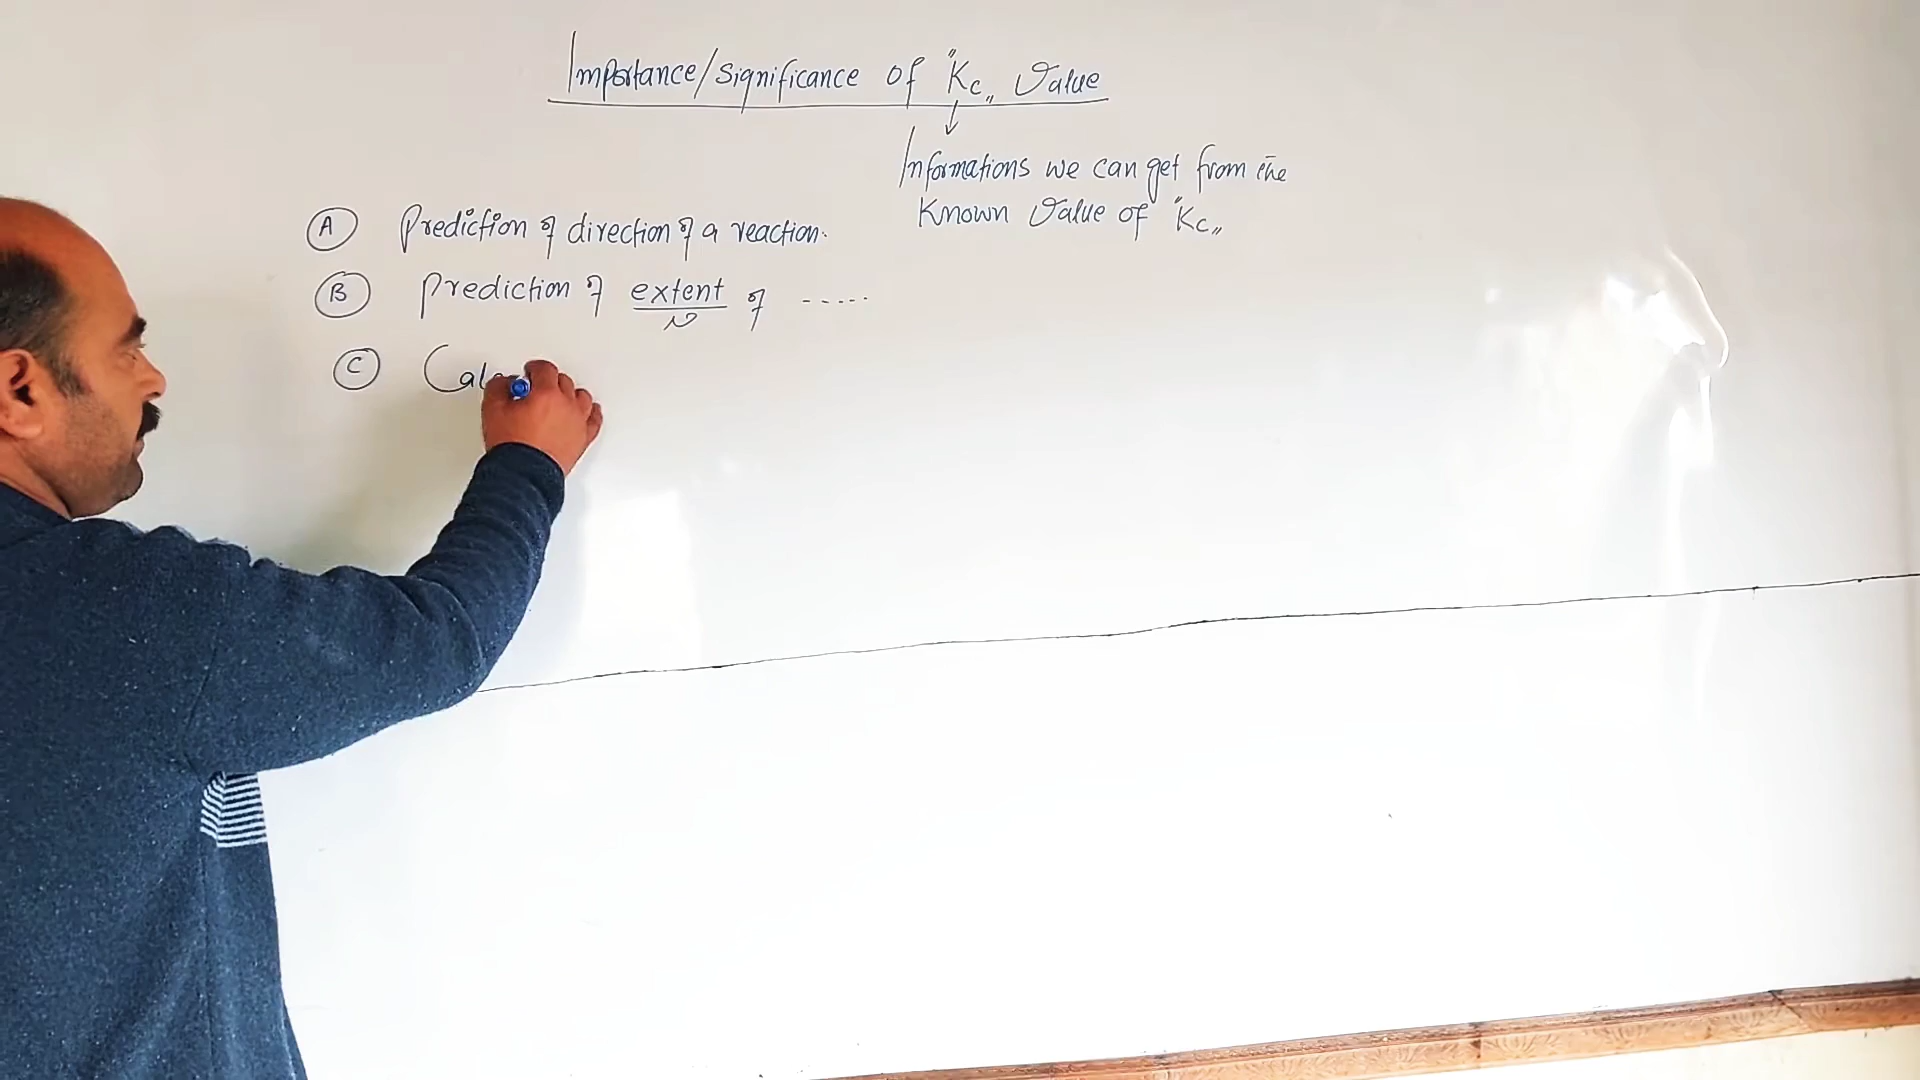 Importance/Significance of "Kc" Value
Informations we can get from the
Known Value of "Kc"
A Prediction of direction of a reaction.
B Prediction of extent of -----
C